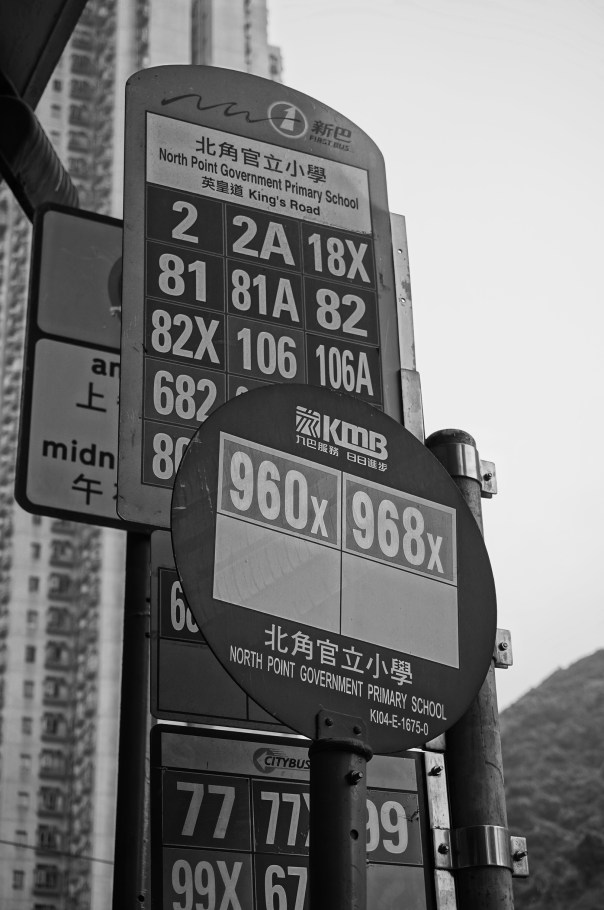 1 新巴
FIRST BUS
北角官立小學
North Point Government Primary School
英皇道 King's Road
2 2A 18X
81 81A 82
82X 106 106A
682
KMB
九巴服務 日日進步
960X 968X
北角官立小學
NORTH POINT GOVERNMENT PRIMARY SCHOOL
KI04-E-1675-0
上
午
CITYBUS
77
99X